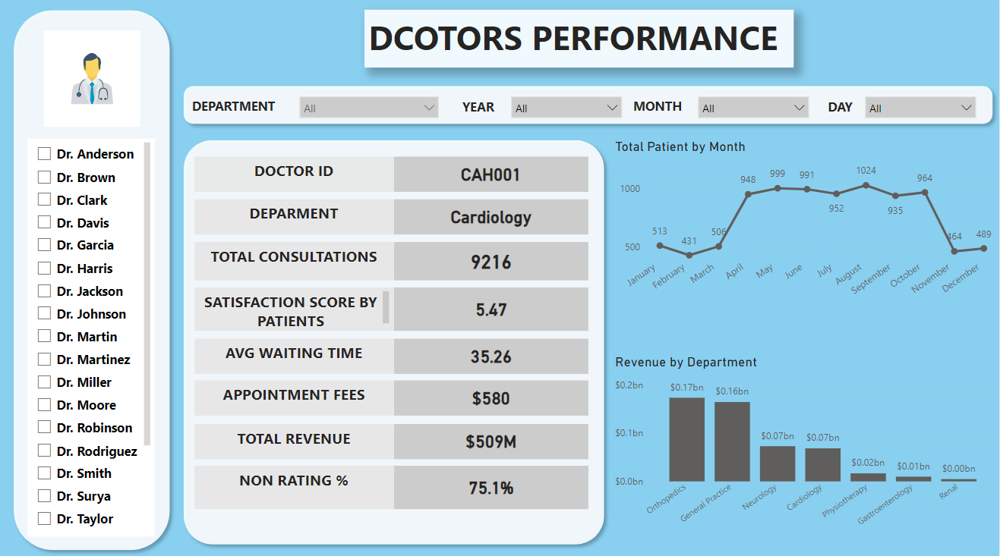 DCOTORS PERFORMANCE
DEPARTMENT All YEAR All MONTH All DAY All
Dr. Anderson
Dr. Brown
Dr. Clark
Dr. Davis
Dr. Garcia
Dr. Harris
Dr. Jackson
Dr. Johnson
Dr. Martin
Dr. Martinez
Dr. Miller
Dr. Moore
Dr. Robinson
Dr. Rodriguez
Dr. Smith
Dr. Surya
Dr. Taylor
DOCTOR ID CAH001
DEPARMENT Cardiology
TOTAL CONSULTATIONS 9216
SATISFACTION SCORE BY
PATIENTS
5.47
AVG WAITING TIME 35.26
APPOINTMENT FEES $580
TOTAL REVENUE $509M
NON RATING % 75.1%
Total Patient by Month
1000
500
513 431 506 948 999 991 952 1024 935 964 464 489
January February March April May June July August September October November December
Revenue by Department
$0.2bn
$0.1bn
$0.0bn
$0.17bn $0.16bn $0.07bn $0.07bn $0.02bn $0.01bn $0.00bn
Orthopedics General Practice Neurology Cardiology Physiotherapy Gastroenterology Renal